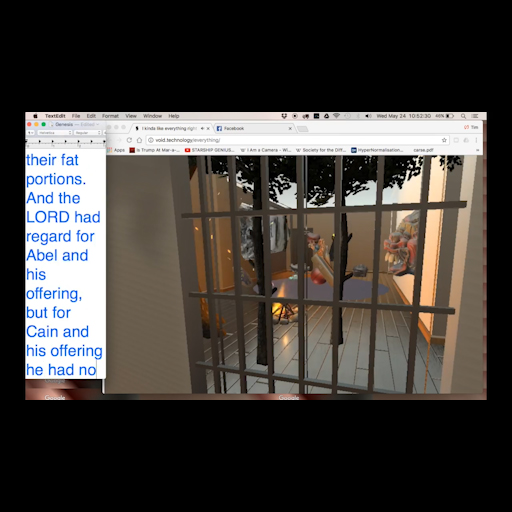 TextEdit File Edit Format View Window Help
Wed May 24 10:52:30
Genesis — Edited
I kinda like everything right
Facebook
Tim
void.technology/everything/
Apps
Is Trump At Mar-a-...
STARSHIP GENIUS...
I Am a Camera - Wi...
Society for the Diff...
HyperNormalisation...
carse.pdf
their fat
portions.
And the
LORD had
regard for
Abel and
his
offering,
but for
Cain and
his offering
he had no
Google
Google